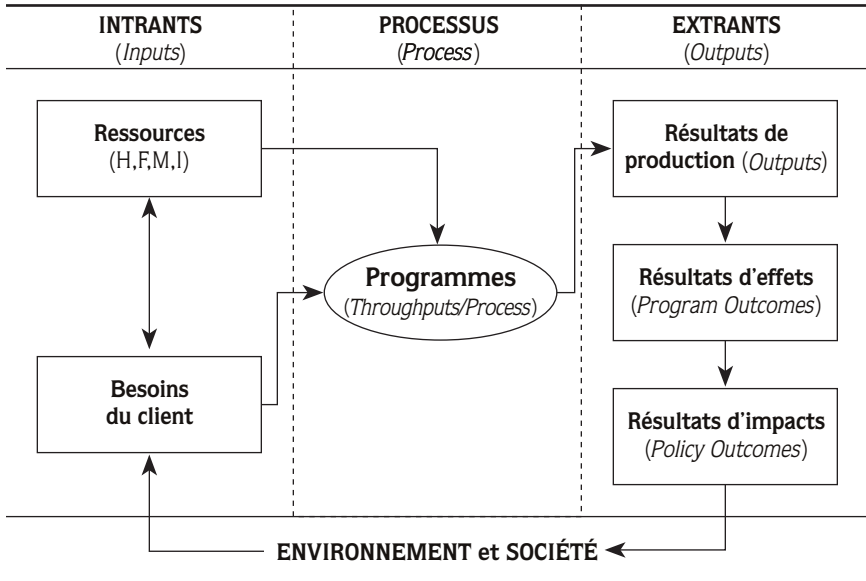 INTRANTS
(Inputs)
PROCESSUS
(Process)
EXTRANTS
(Outputs)
Ressources
(H,F,M,I)
Besoins
du client
Programmes
(Throughputs/Process)
Résultats de
production (Outputs)
Résultats d'effets
(Program Outcomes)
Résultats d'impacts
(Policy Outcomes)
ENVIRONNEMENT et SOCIÉTÉ